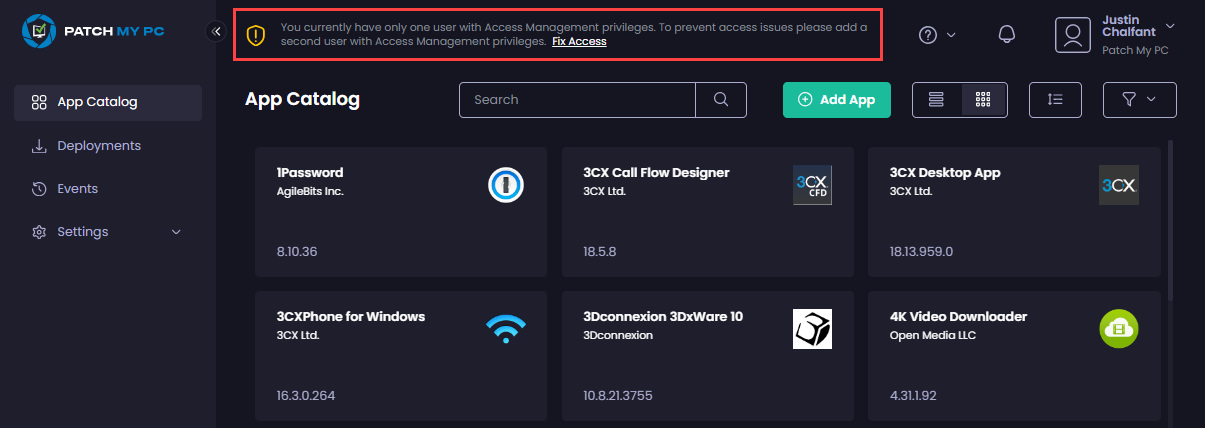 PATCH MY PC
You currently have only one user with Access Management privileges. To prevent access issues please add a
second user with Access Management privileges. Fix Access
Justin
Chalfant
Patch My PC
App Catalog
Deployments
Events
Settings
App Catalog
Search
Add App
1Password
AgileBits Inc.
8.10.36
3CX Call Flow Designer
3CX Ltd.
3CX
CFD
18.5.8
3CX Desktop App
3CX Ltd.
3CX
18.13.959.0
3CXPhone for Windows
3CX Ltd.
16.3.0.264
3Dconnexion 3DxWare 10
3Dconnexion
10.8.21.3755
4K Video Downloader
Open Media LLC
4.31.1.92